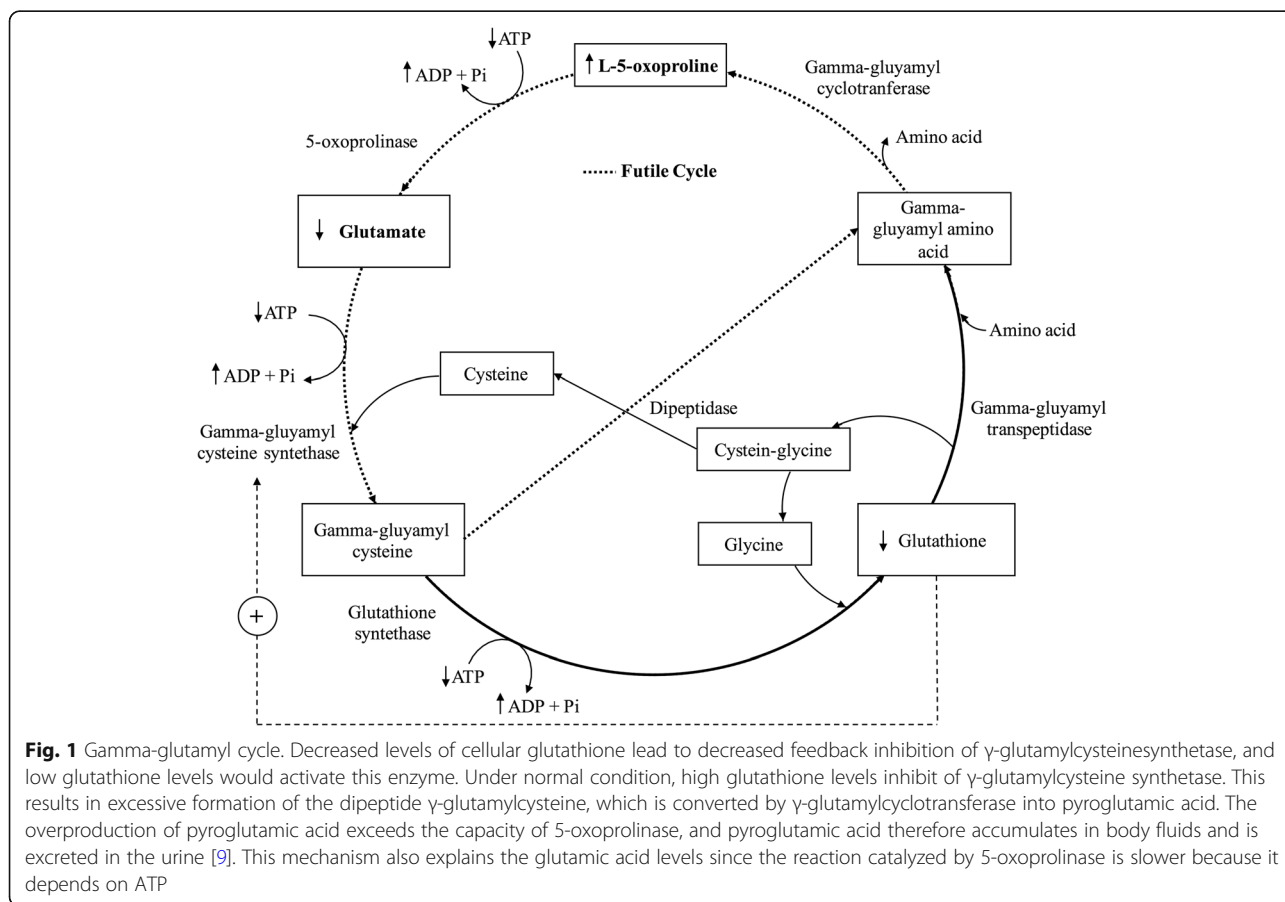 ↓ATP
↑ L-5-oxoproline
↑ ADP + Pi
Gamma-gluyamyl
cyclotranferase
5-oxoprolinase
Amino acid
Futile Cycle
↓ Glutamate
Gamma-
gluyamyl amino
acid
↓ATP
Amino acid
↑ ADP + Pi
Cysteine
Dipeptidase
Gamma-gluyamyl
transpeptidase
Gamma-gluyamyl
cysteine syntethase
Cystein-glycine
Gamma-gluyamyl
cysteine
Glycine
↓ Glutathione
+
Glutathione
syntethase
↓ATP
↑ ADP + Pi
Fig. 1 Gamma-glutamyl cycle. Decreased levels of cellular glutathione lead to decreased feedback inhibition of γ-glutamylcysteinesynthetase, and
low glutathione levels would activate this enzyme. Under normal condition, high glutathione levels inhibit of γ-glutamylcysteine synthetase. This
results in excessive formation of the dipeptide γ-glutamylcysteine, which is converted by γ-glutamylcyclotransferase into pyroglutamic acid. The
overproduction of pyroglutamic acid exceeds the capacity of 5-oxoprolinase, and pyroglutamic acid therefore accumulates in body fluids and is
excreted in the urine [9]. This mechanism also explains the glutamic acid levels since the reaction catalyzed by 5-oxoprolinase is slower because it
depends on ATP